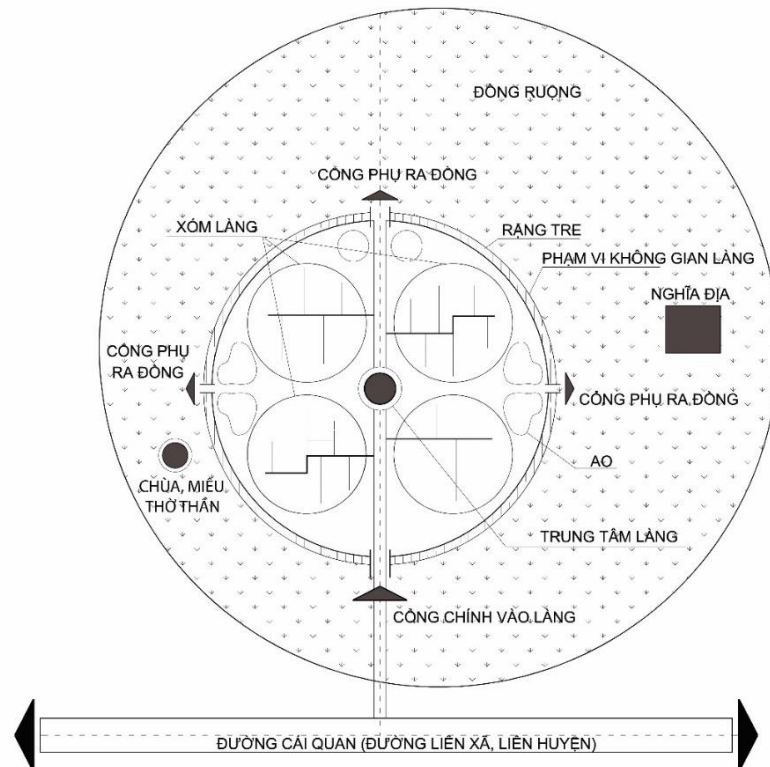 ĐỒNG RUỘNG
CỔNG PHỤ RA ĐỒNG
XÓM LÀNG
RẶNG TRE
PHẠM VI KHÔNG GIAN LÀNG
NGHĨA ĐỊA
CỔNG PHỤ
RA ĐỒNG
CỔNG PHỤ RA ĐỒNG
AO
CHÙA, MIẾU
THỜ THẦN
TRUNG TÂM LÀNG
CỔNG CHÍNH VÀO LÀNG
ĐƯỜNG CÁI QUAN (ĐƯỜNG LIÊN XÃ, LIÊN HUYỆN)